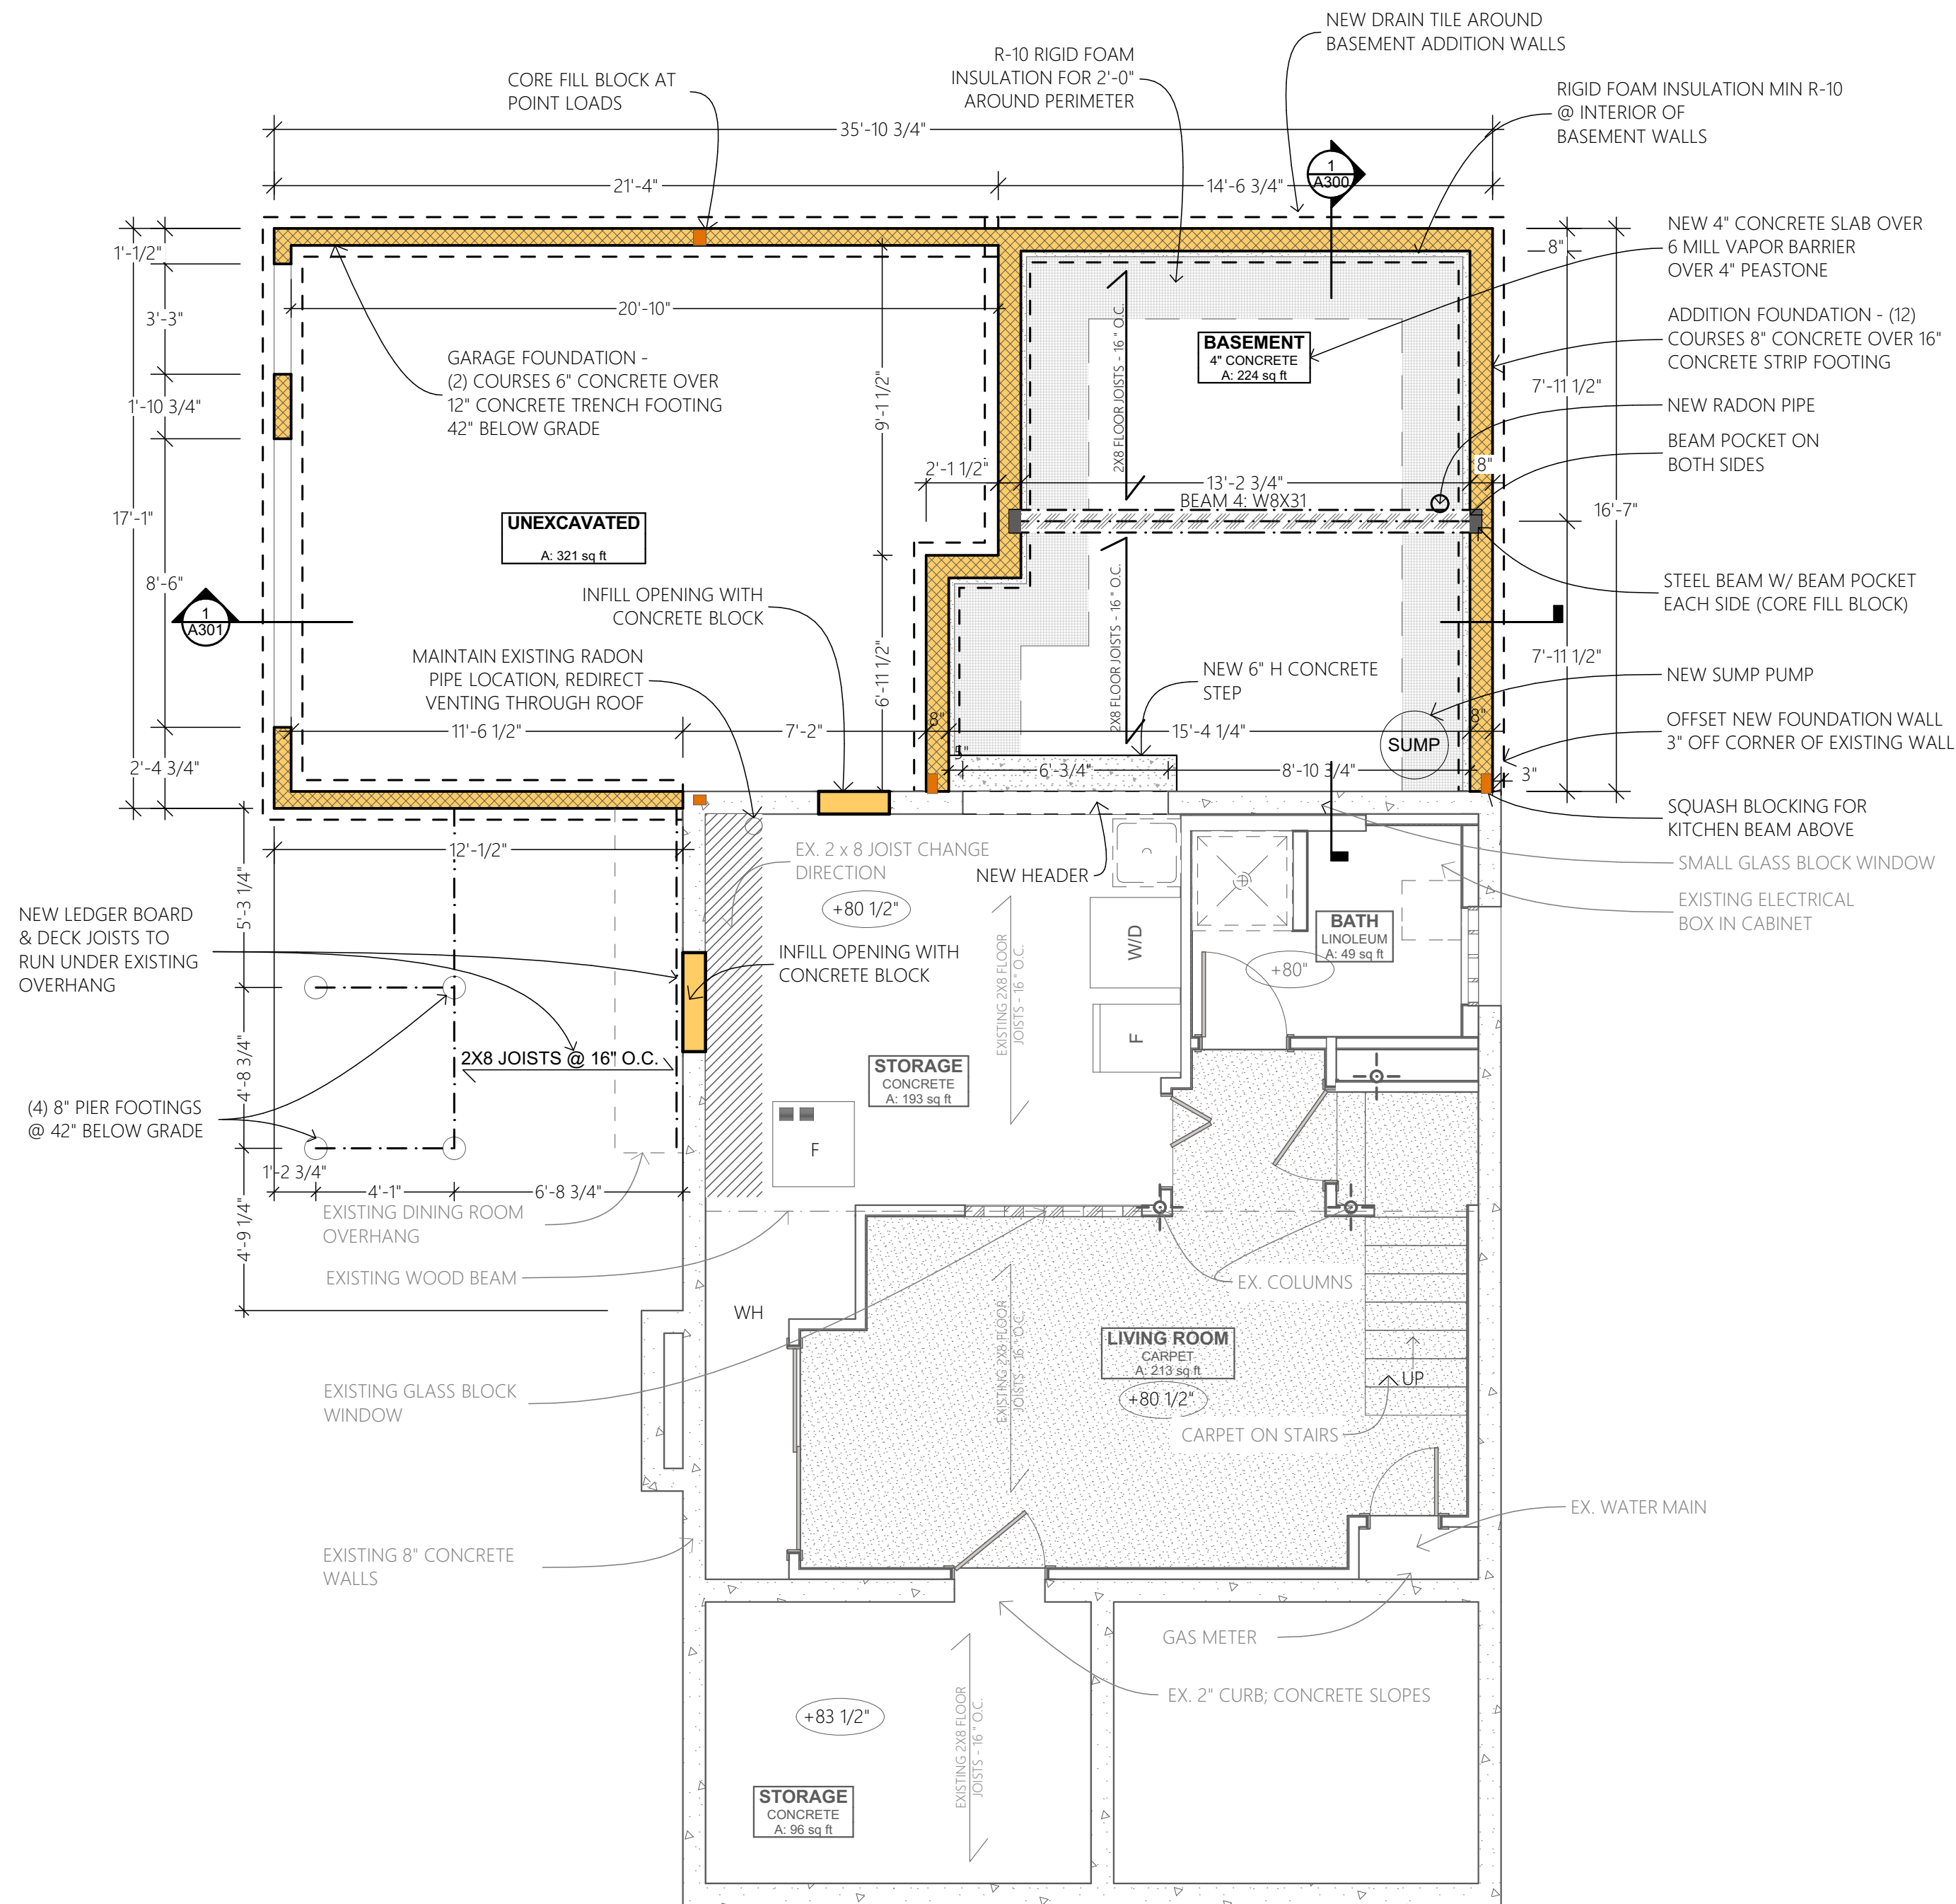 NEW DRAIN TILE AROUND
BASEMENT ADDITION WALLS
R-10 RIGID FOAM
INSULATION FOR 2'-0"
AROUND PERIMETER
CORE FILL BLOCK AT
POINT LOADS
RIGID FOAM INSULATION MIN R-10
@ INTERIOR OF
BASEMENT WALLS
35'-10 3/4"
21'-4"
14'-6 3/4"
1
A300
NEW 4" CONCRETE SLAB OVER
6 MILL VAPOR BARRIER
OVER 4" PEASTONE
1'-1/2"
8"
3'-3"
20'-10"
ADDITION FOUNDATION - (12)
COURSES 8" CONCRETE OVER 16"
CONCRETE STRIP FOOTING
BASEMENT
4" CONCRETE
A: 224 sq ft
GARAGE FOUNDATION -
(2) COURSES 6" CONCRETE OVER
12" CONCRETE TRENCH FOOTING
42" BELOW GRADE
2X8 FLOOR JOISTS - 16 " O.C.
9'-1 1/2"
7'-11 1/2"
1'-10 3/4"
NEW RADON PIPE
BEAM POCKET ON
BOTH SIDES
2'-1 1/2"
8"
13'-2 3/4"
BEAM 4: W8X31
17'-1"
16'-7"
UNEXCAVATED
A: 321 sq ft
8'-6"
INFILL OPENING WITH
CONCRETE BLOCK
STEEL BEAM W/ BEAM POCKET
EACH SIDE (CORE FILL BLOCK)
1
A301
2X8 FLOOR JOISTS - 16 " O.C.
6'-11 1/2"
7'-11 1/2"
MAINTAIN EXISTING RADON
PIPE LOCATION, REDIRECT
VENTING THROUGH ROOF
NEW 6" H CONCRETE
STEP
NEW SUMP PUMP
11'-6 1/2"
7'-2"
8"
15'-4 1/4"
8"
SUMP
OFFSET NEW FOUNDATION WALL
3" OFF CORNER OF EXISTING WALL
2'-4 3/4"
5"
6'-3/4"
8'-10 3/4"
3"
SQUASH BLOCKING FOR
KITCHEN BEAM ABOVE
12'-1/2"
EX. 2 x 8 JOIST CHANGE
DIRECTION
NEW HEADER
SMALL GLASS BLOCK WINDOW
5'-3 1/4"
+80 1/2"
EXISTING ELECTRICAL
BOX IN CABINET
NEW LEDGER BOARD
& DECK JOISTS TO
RUN UNDER EXISTING
OVERHANG
BATH
LINOLEUM
A: 49 sq ft
W/D
INFILL OPENING WITH
CONCRETE BLOCK
+80"
EXISTING 2X8 FLOOR
JOISTS - 16 " O.C.
F
2X8 JOISTS @ 16" O.C.
4'-8 3/4"
STORAGE
CONCRETE
A: 193 sq ft
(4) 8" PIER FOOTINGS
@ 42" BELOW GRADE
F
1'-2 3/4"
4'-1"
6'-8 3/4"
EXISTING DINING ROOM
OVERHANG
4'-9 1/4"
EXISTING WOOD BEAM
EX. COLUMNS
WH
EXISTING 2X8 FLOOR
JOISTS - 16 " O.C.
LIVING ROOM
CARPET
A: 213 sq ft
UP
+80 1/2"
EXISTING GLASS BLOCK
WINDOW
CARPET ON STAIRS
EX. WATER MAIN
EXISTING 8" CONCRETE
WALLS
GAS METER
EX. 2" CURB; CONCRETE SLOPES
+83 1/2"
EXISTING 2X8 FLOOR
JOISTS - 16 " O.C.
STORAGE
CONCRETE
A: 96 sq ft